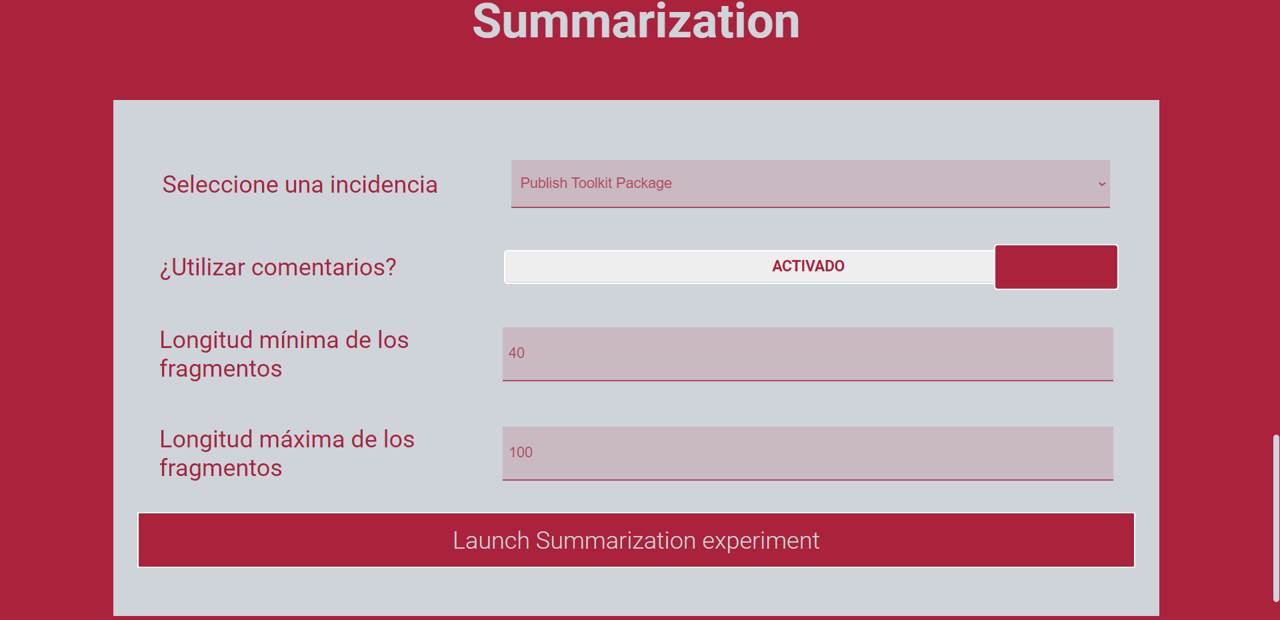 Summarization
Seleccione una incidencia
Publish Toolkit Package
¿Utilizar comentarios?
ACTIVADO
Longitud mínima de los
fragmentos
40
Longitud máxima de los
fragmentos
100
Launch Summarization experiment